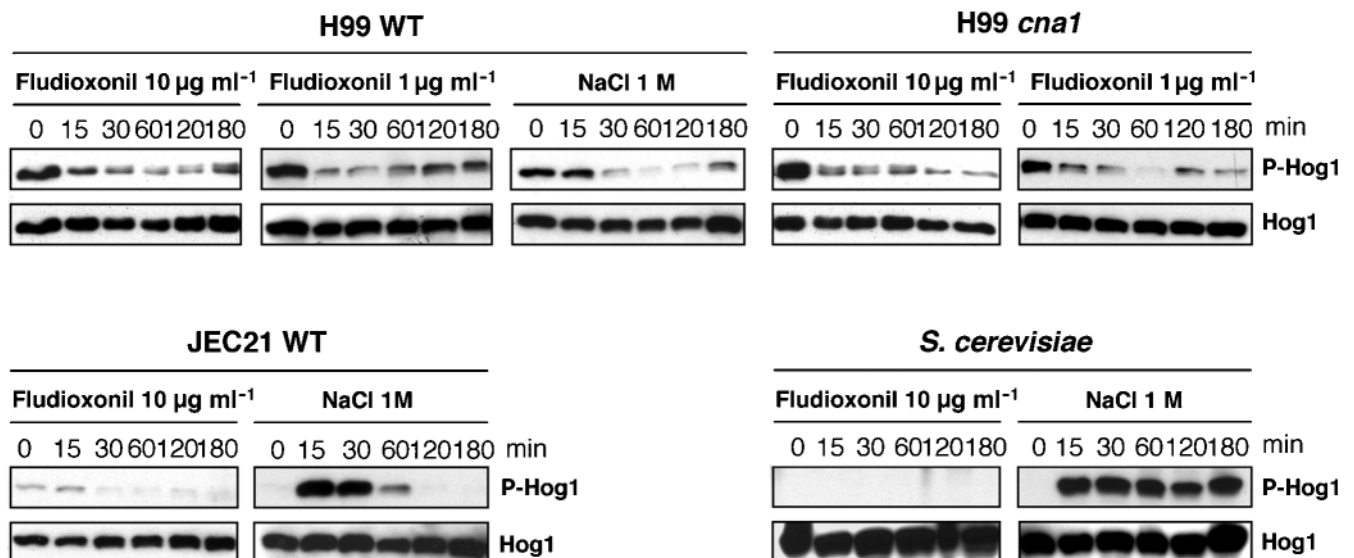 H99 WT H99 cna1
Fludioxonil 10 µg ml⁻¹ Fludioxonil 1 µg ml⁻¹ NaCl 1 M Fludioxonil 10 µg ml⁻¹ Fludioxonil 1 µg ml⁻¹
0 15 30 60 120 180 0 15 30 60 120 180 0 15 30 60 120 180 0 15 30 60 120 180 0 15 30 60 120 180 min
P-Hog1
Hog1
JEC21 WT S. cerevisiae
Fludioxonil 10 µg ml⁻¹ NaCl 1M Fludioxonil 10 µg ml⁻¹ NaCl 1 M
0 15 30 60 120 180 0 15 30 60 120 180 min 0 15 30 60 120 180 0 15 30 60 120 180 min
P-Hog1 P-Hog1
Hog1 Hog1